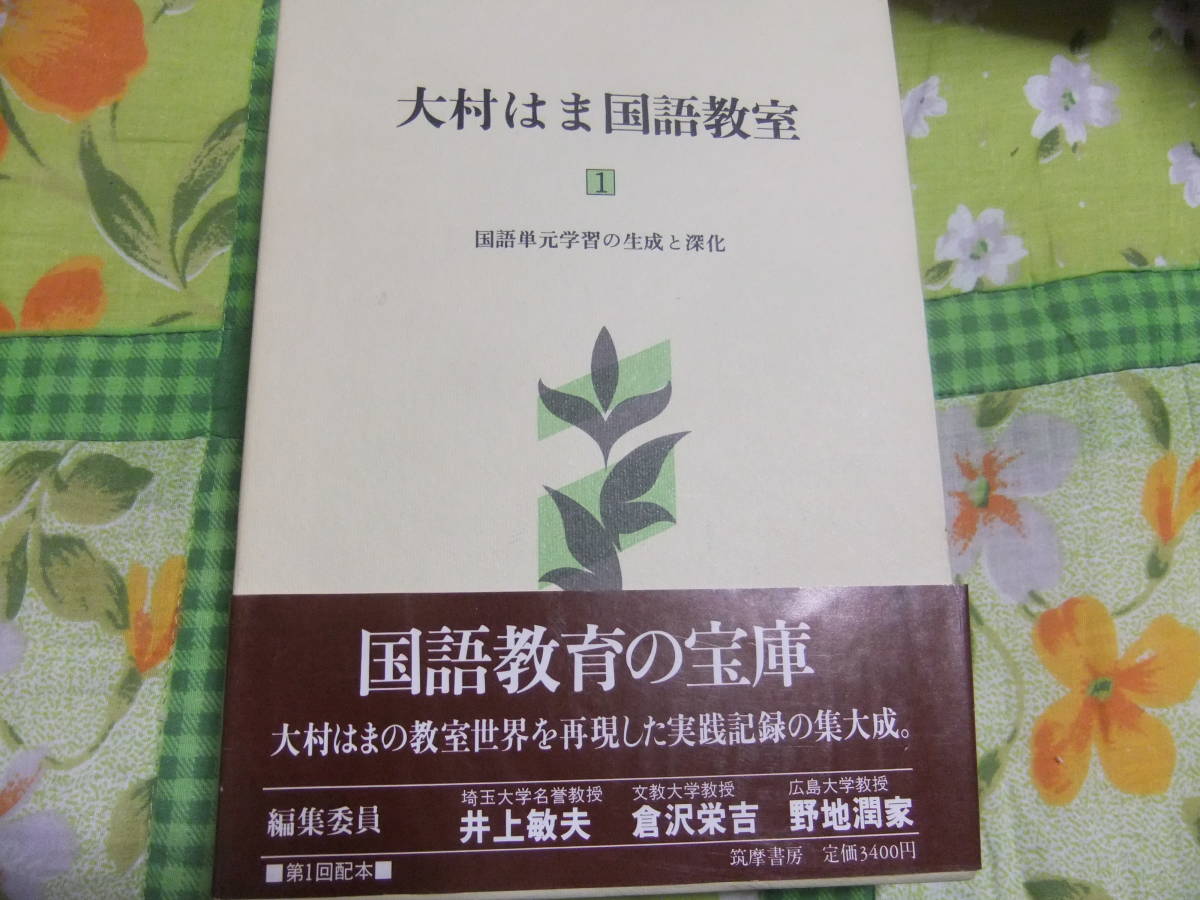 大村はま国語教室
1
国語単元学習の生成と深化
国語教育の宝庫
大村はまの教室世界を再現した実践記録の集大成。
編集委員
埼玉大学名誉教授
井上敏夫
文教大学教授
倉沢栄吉
広島大学教授
野地潤家
■第1回配本■
筑摩書房 定価3400円